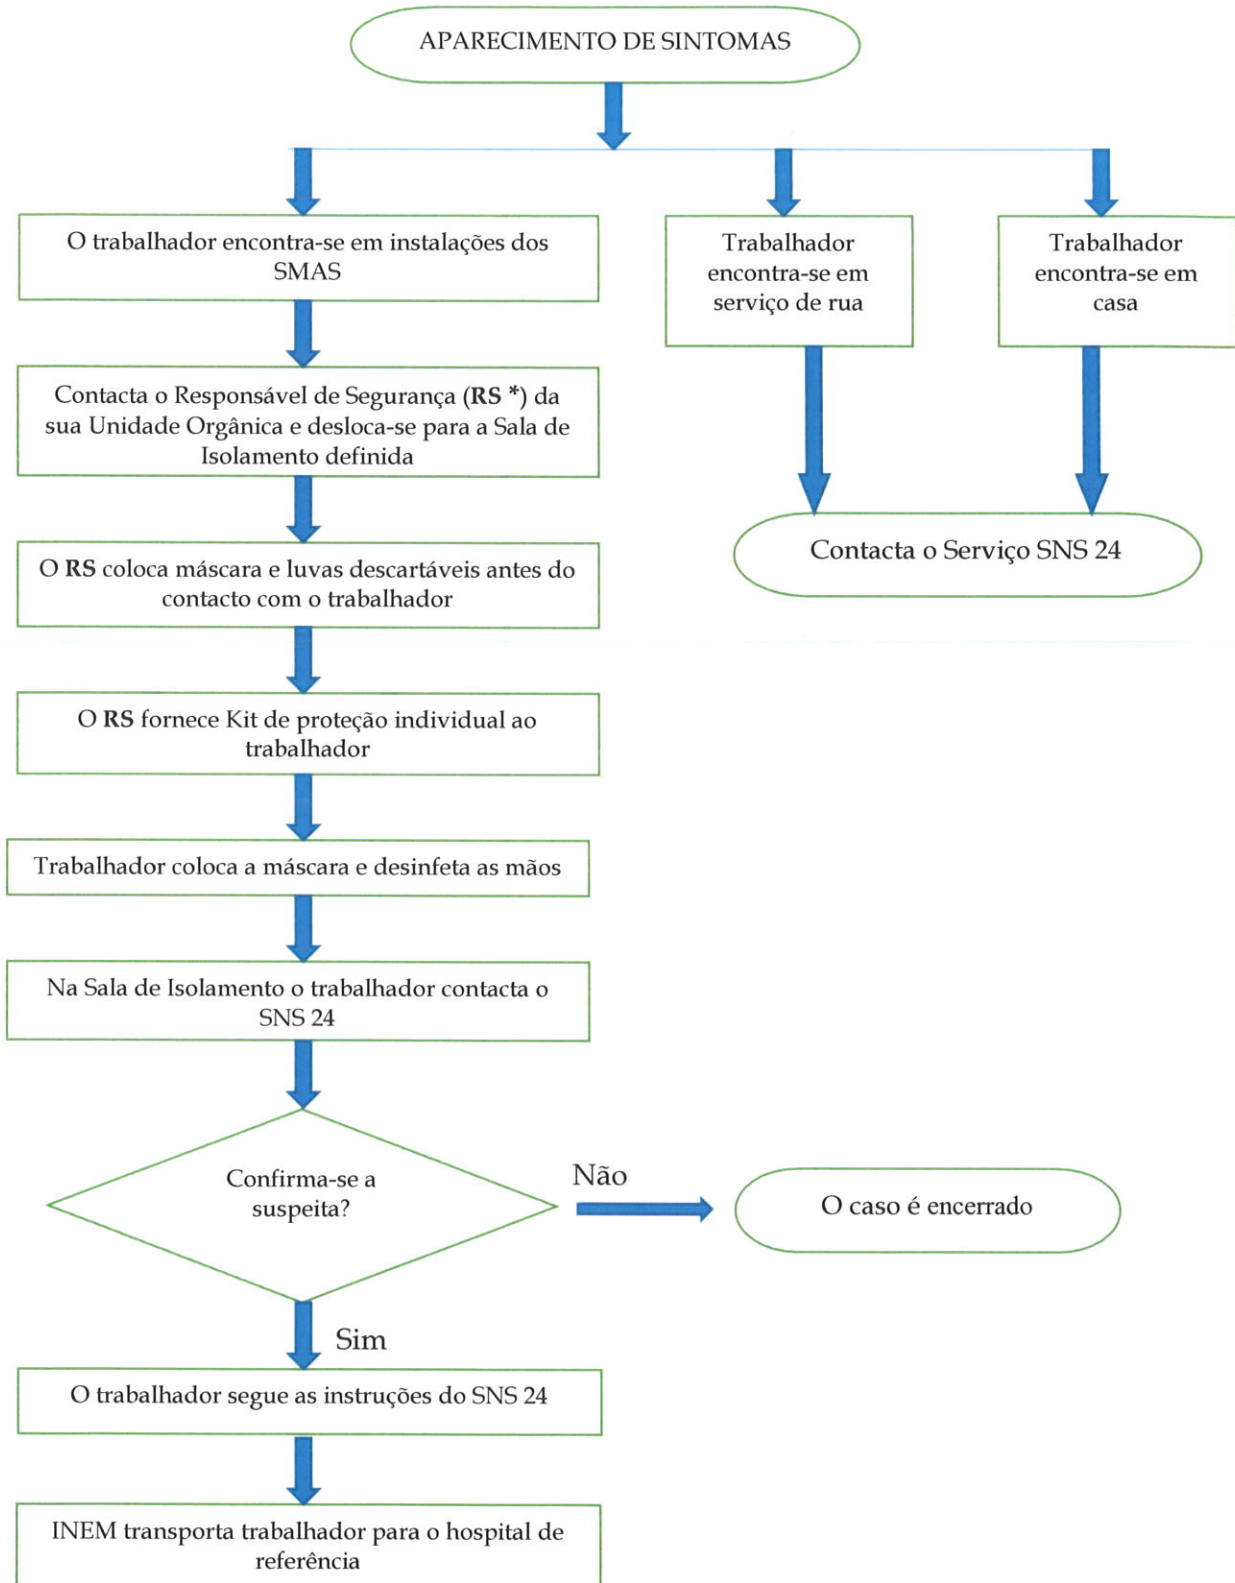 APARECIMENTO DE SINTOMAS
O trabalhador encontra-se em instalações dos
SMAS
Trabalhador
encontra-se em
serviço de rua
Trabalhador
encontra-se em
casa
Contacta o Responsável de Segurança (RS *) da
sua Unidade Orgânica e desloca-se para a Sala de
Isolamento definida
Contacta o Serviço SNS 24
O RS coloca máscara e luvas descartáveis antes do
contacto com o trabalhador
O RS fornece Kit de proteção individual ao
trabalhador
Trabalhador coloca a máscara e desinfeta as mãos
Na Sala de Isolamento o trabalhador contacta o
SNS 24
Confirma-se a
suspeita?
Não
O caso é encerrado
Sim
O trabalhador segue as instruções do SNS 24
INEM transporta trabalhador para o hospital de
referência